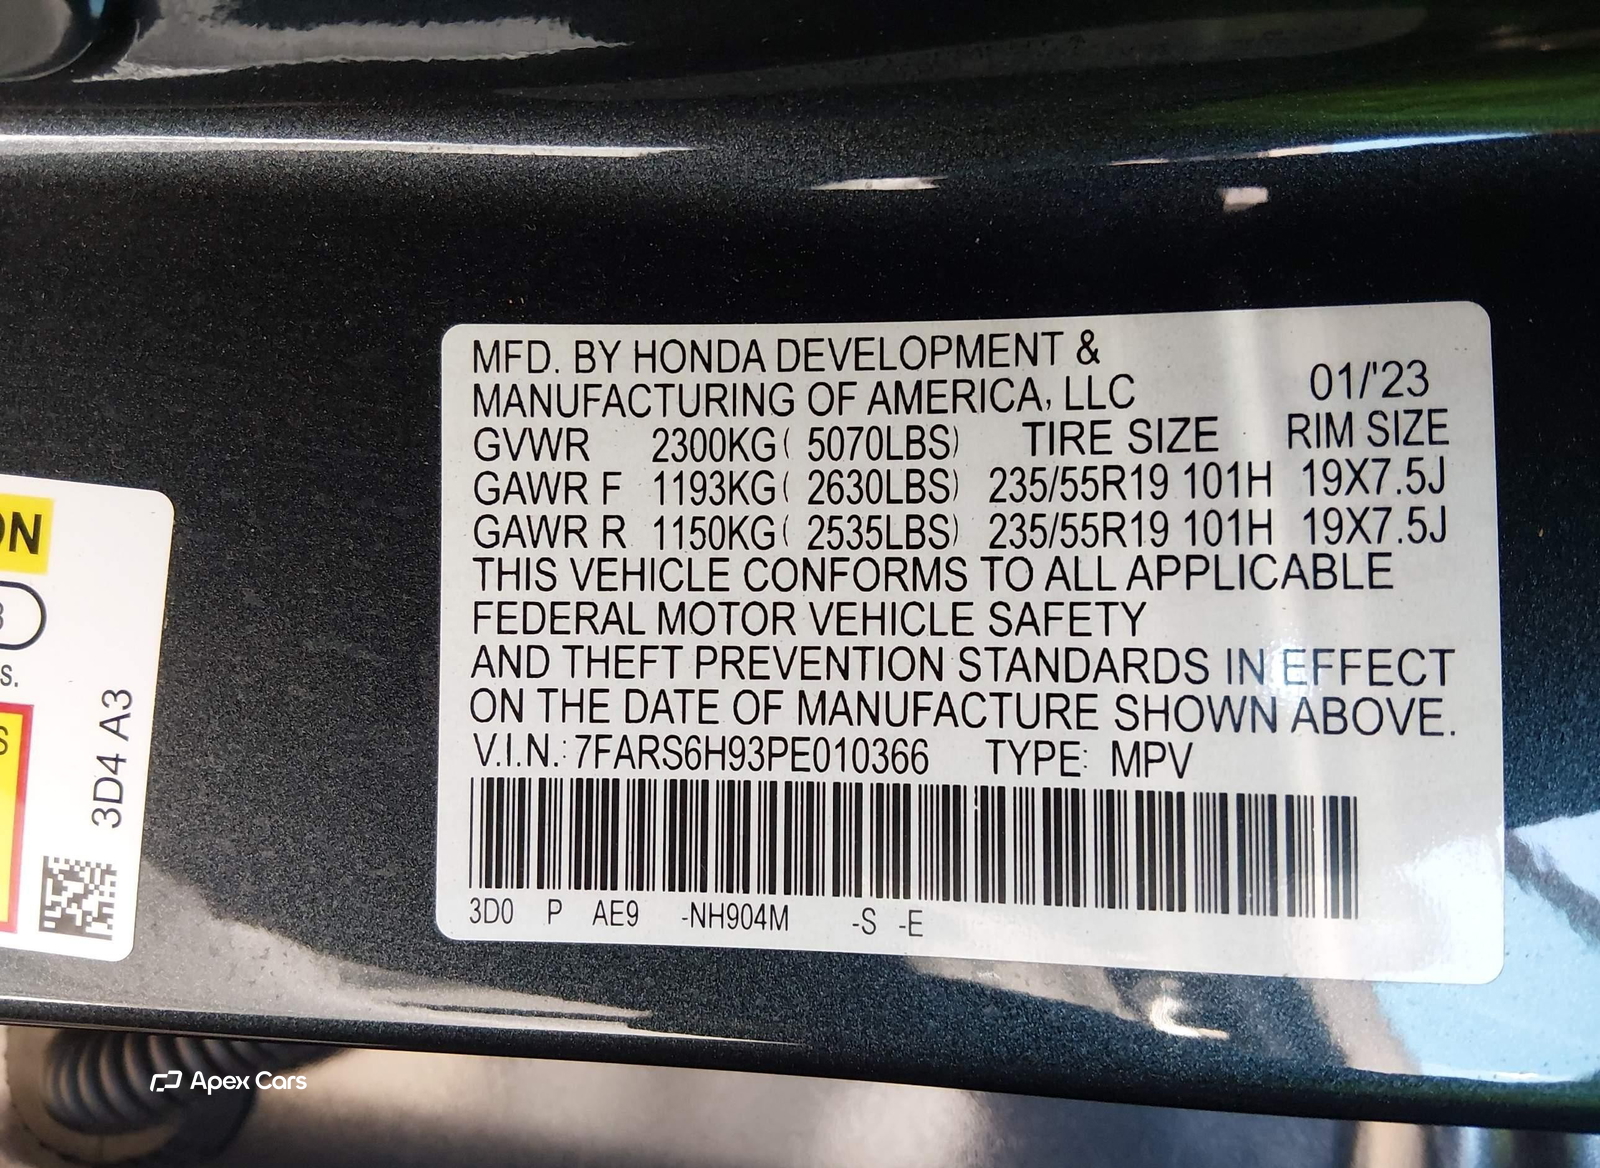 MFD. BY HONDA DEVELOPMENT &
MANUFACTURING OF AMERICA, LLC 01/'23
GVWR 2300KG( 5070LBS) TIRE SIZE RIM SIZE
GAWR F 1193KG( 2630LBS) 235/55R19 101H 19X7.5J
GAWR R 1150KG( 2535LBS) 235/55R19 101H 19X7.5J
THIS VEHICLE CONFORMS TO ALL APPLICABLE
FEDERAL MOTOR VEHICLE SAFETY
AND THEFT PREVENTION STANDARDS IN EFFECT
ON THE DATE OF MANUFACTURE SHOWN ABOVE.
V.I.N.: 7FARS6H93PE010366 TYPE: MPV
3D0 P AE9 -NH904M -S -E
3D4 A3
Apex Cars